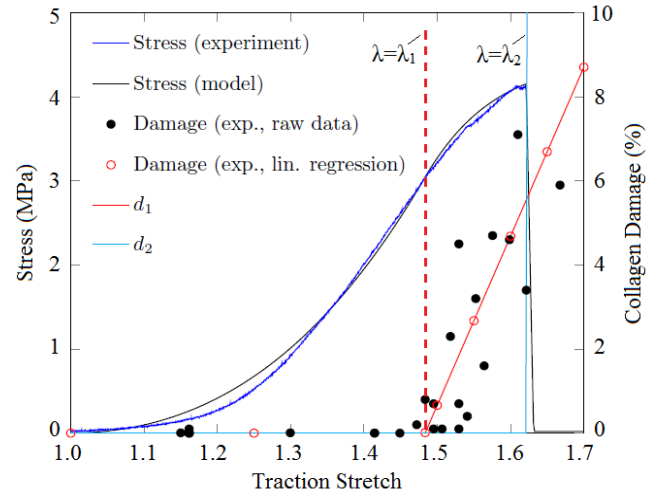 5
4
3
2
1
0
Stress (MPa)
Stress (experiment)
Stress (model)
Damage (exp., raw data)
Damage (exp., lin. regression)
d₁
d₂
λ=λ₁
λ=λ₂
10
8
6
4
2
0
Collagen Damage (%)
1.0 1.1 1.2 1.3 1.4 1.5 1.6 1.7
Traction Stretch